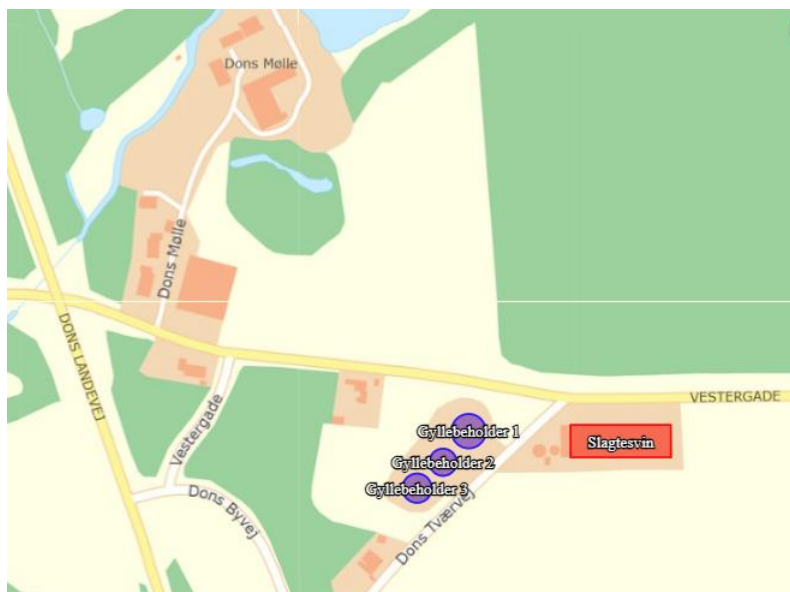 Dons Mølle
Dons Mølle
DONS LANDEVEJ
VESTERGADE
Vestergade
Gyllebeholder 1
Slagtesvin
Gyllebeholder 2
Gyllebeholder 3
Dons Byvej
Dons Tværvej